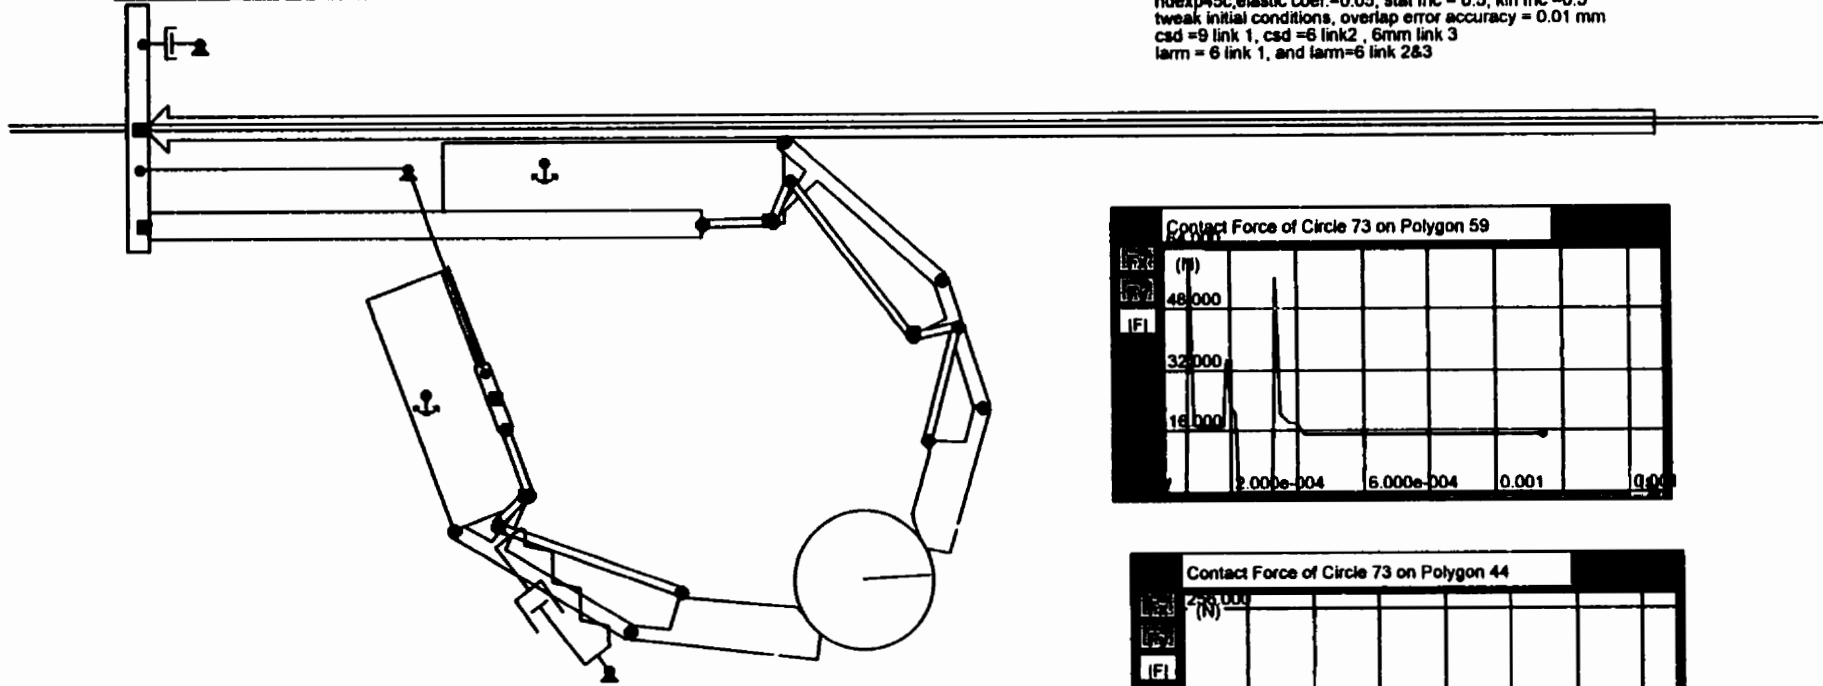 tweak initial conditions, overlap error accuracy = 0.01 mm
csd =9 link 1, csd =6 link2 , 6mm link 3
larm = 6 link 1, and larm=6 link 2&3
Contact Force of Circle 73 on Polygon 59
64.000
(N)
48.000
|F|
32.000
16.000
2.000e-004
6.000e-004
0.001
Contact Force of Circle 73 on Polygon 44
(N)
|F|